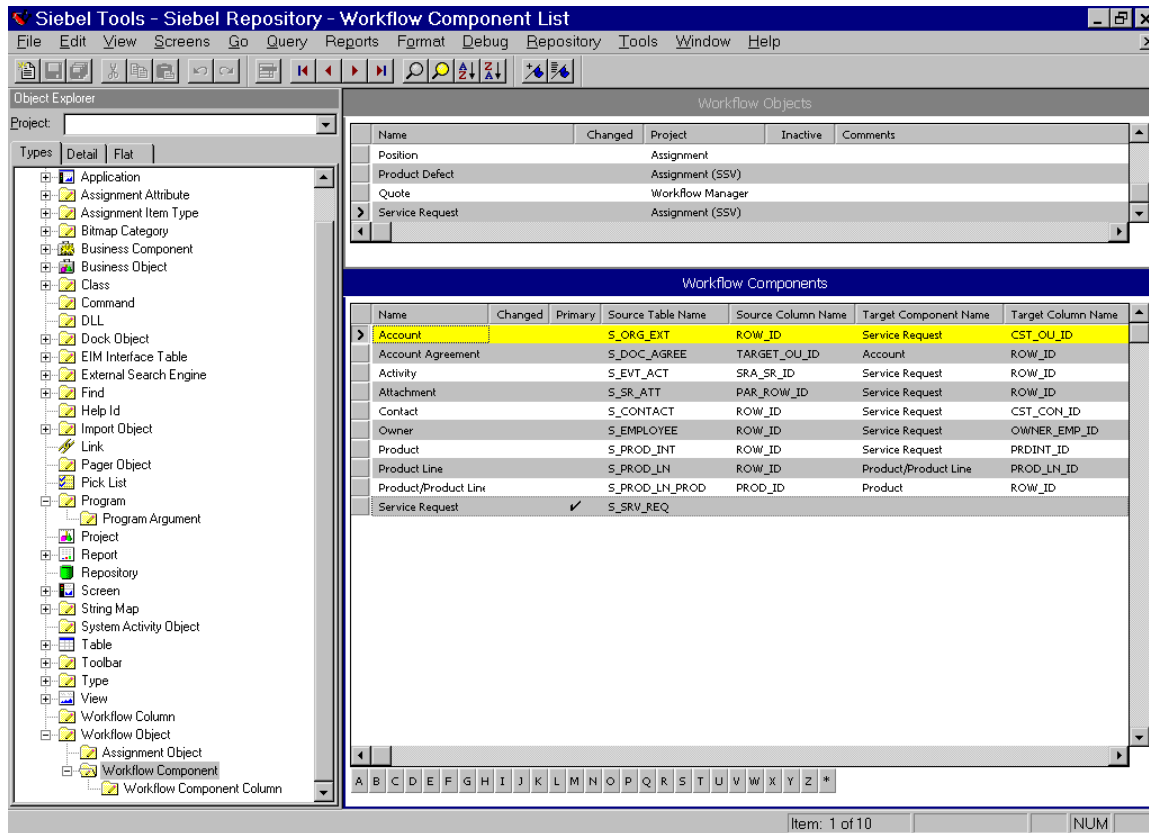 Siebel Tools - Siebel Repository - Workflow Component List
File Edit View Screens Go Query Reports Format Debug Repository Tools Window Help
Object Explorer
Project:
Types Detail Flat
Application
Assignment Attribute
Assignment Item Type
Bitmap Category
Business Component
Business Object
Class
Command
DLL
Dock Object
EIM Interface Table
External Search Engine
Find
Help Id
Import Object
Link
Pager Object
Pick List
Program
Program Argument
Project
Report
Repository
Screen
String Map
System Activity Object
Table
Toolbar
Type
View
Workflow Column
Workflow Object
Assignment Object
Workflow Component
Workflow Component Column
Workflow Objects
Name Changed Project Inactive Comments
Position Assignment
Product Defect Assignment (SSV)
Quote Workflow Manager
Service Request Assignment (SSV)
Workflow Components
Name Changed Primary Source Table Name Source Column Name Target Component Name Target Column Name
Account S_ORG_EXT ROW_ID Service Request CST_OU_ID
Account Agreement S_DOC_AGREE TARGET_OU_ID Account ROW_ID
Activity S_EVT_ACT SRA_SR_ID Service Request ROW_ID
Attachment S_SR_ATT PAR_ROW_ID Service Request ROW_ID
Contact S_CONTACT ROW_ID Service Request CST_CON_ID
Owner S_EMPLOYEE ROW_ID Service Request OWNER_EMP_ID
Product S_PROD_INT ROW_ID Service Request PRDINT_ID
Product Line S_PROD_LN ROW_ID Product/Product Line PROD_LN_ID
Product/Product Line S_PROD_LN_PROD PROD_ID Product ROW_ID
Service Request ✔ S_SRV_REQ
A B C D E F G H I J K L M N O P Q R S T U V W X Y Z *
Item: 1 of 10 NUM